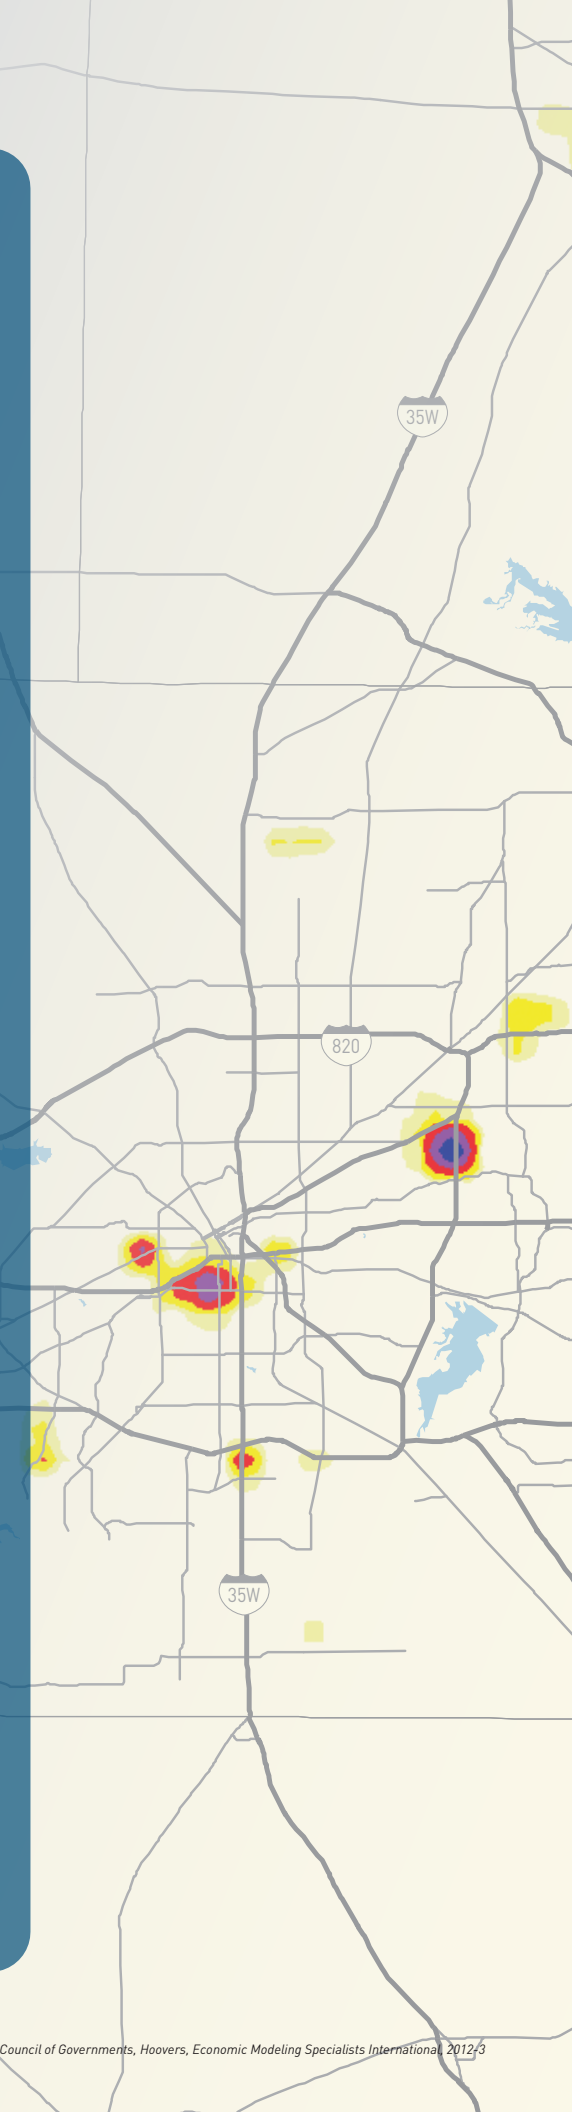 35W
820
35W
Council of Governments, Hoovers, Economic Modeling Specialists International, 2012-3